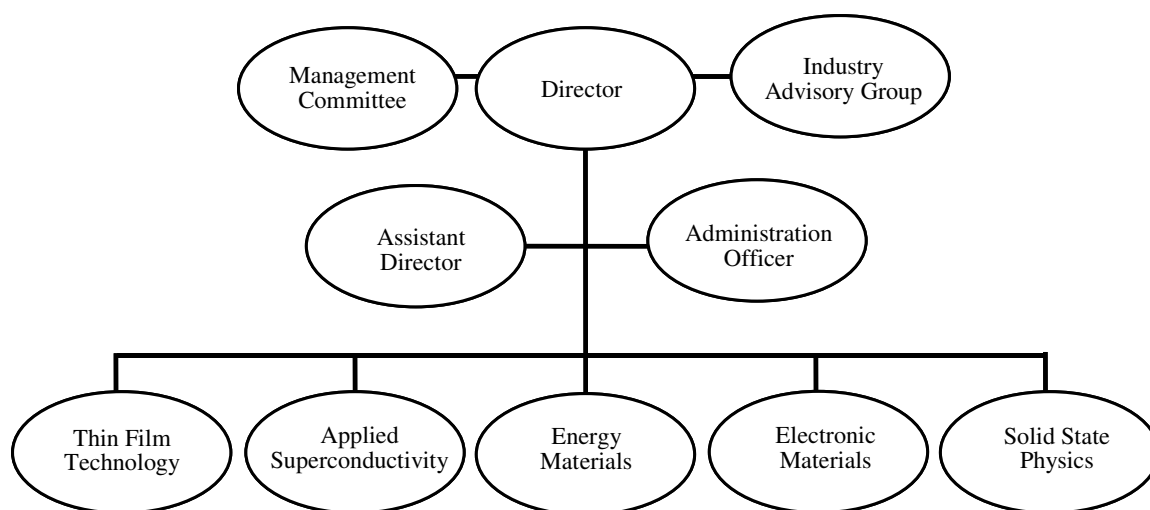 Management
Committee
Director
Industry
Advisory Group
Assistant
Director
Administration
Officer
Thin Film
Technology
Applied
Superconductivity
Energy
Materials
Electronic
Materials
Solid State
Physics